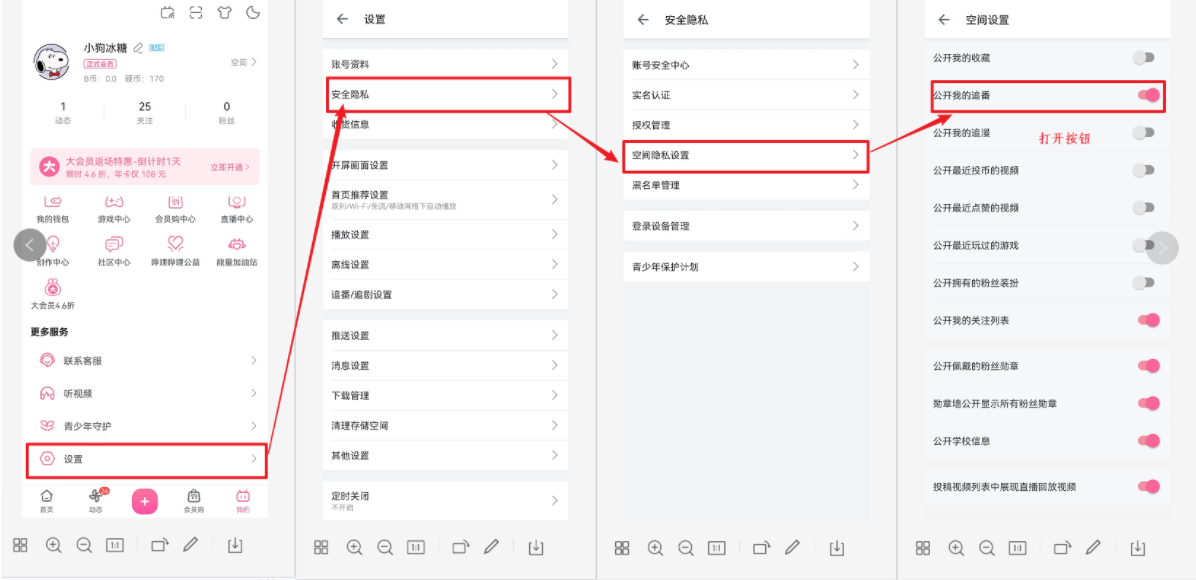 小狗冰糖
正式会员
B币：0.0 硬币：170
空间
1
25
0
动态
关注
粉丝
大
大会员返场特惠-倒计时1天
限时 4.6 折，年卡仅 108 元
立即开通
我的钱包
游戏中心
会员购中心
直播中心
创作中心
社区中心
哔哩哔哩公益
能量加油站
大会员4.6折
更多服务
联系客服
听视频
青少年守护
设置
首页
动态
会员购
我的
1:1
设置
账号资料
安全隐私
收货信息
开屏画面设置
首页推荐设置
双列/Wi-Fi/免流/移动网络下自动播放
播放设置
离线设置
追番/追剧设置
推送设置
消息设置
下载管理
清理存储空间
其他设置
定时关闭
不开启
1:1
安全隐私
账号安全中心
实名认证
授权管理
空间隐私设置
黑名单管理
登录设备管理
青少年保护计划
1:1
空间设置
公开我的收藏
公开我的追番
公开我的追漫
打开按钮
公开最近投币的视频
公开最近点赞的视频
公开最近玩过的游戏
公开拥有的粉丝装扮
公开我的关注列表
公开佩戴的粉丝勋章
勋章墙公开显示所有粉丝勋章
公开学校信息
投稿视频列表中展现直播回放视频
1:1